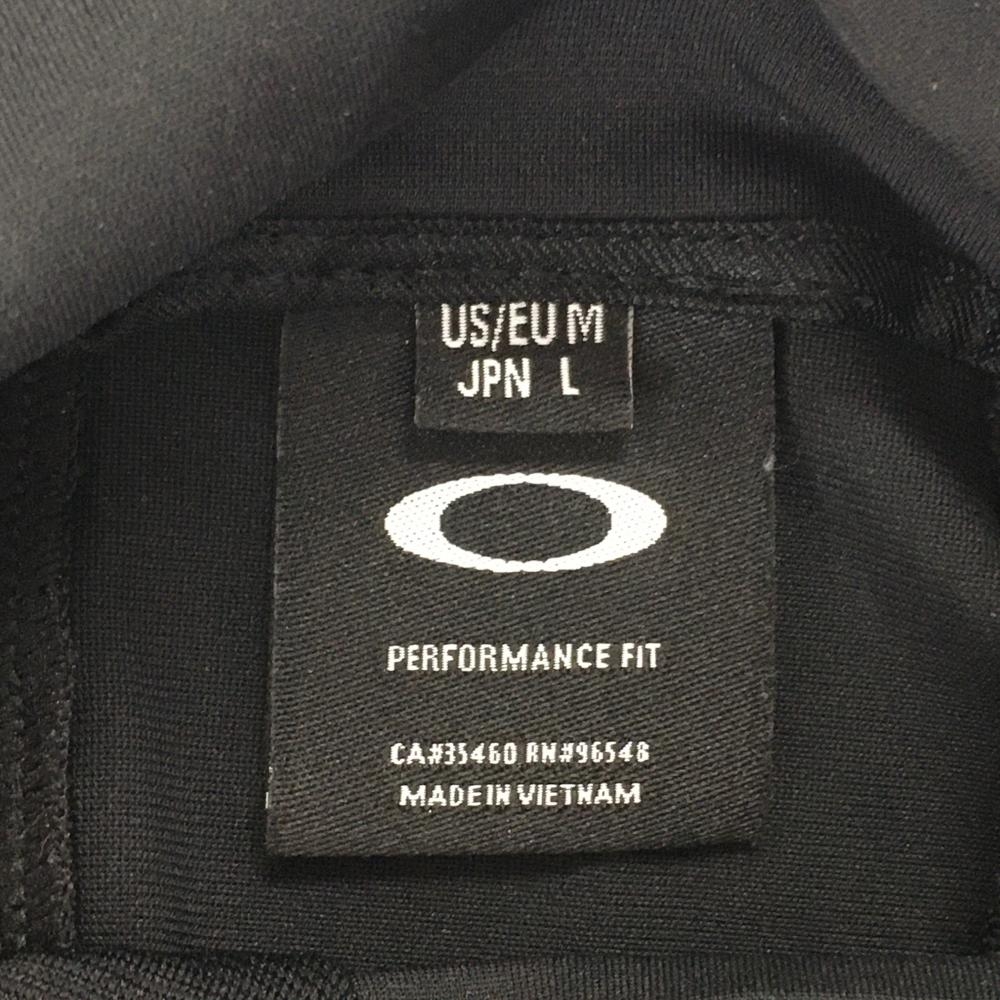 US/EU M
JPN L
PERFORMANCE FIT
CA#35460 RN#96548
MADE IN VIETNAM